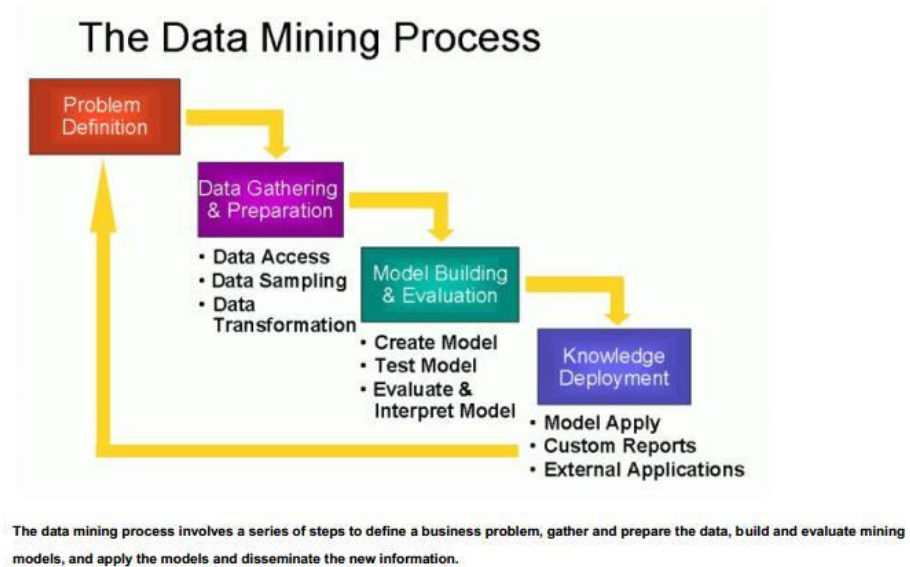 The Data Mining Process
Problem
Definition
Data Gathering
& Preparation
• Data Access
• Data Sampling
• Data
Transformation
Model Building
& Evaluation
• Create Model
• Test Model
• Evaluate &
Interpret Model
Knowledge
Deployment
• Model Apply
• Custom Reports
• External Applications
The data mining process involves a series of steps to define a business problem, gather and prepare the data, build and evaluate mining
models, and apply the models and disseminate the new information.